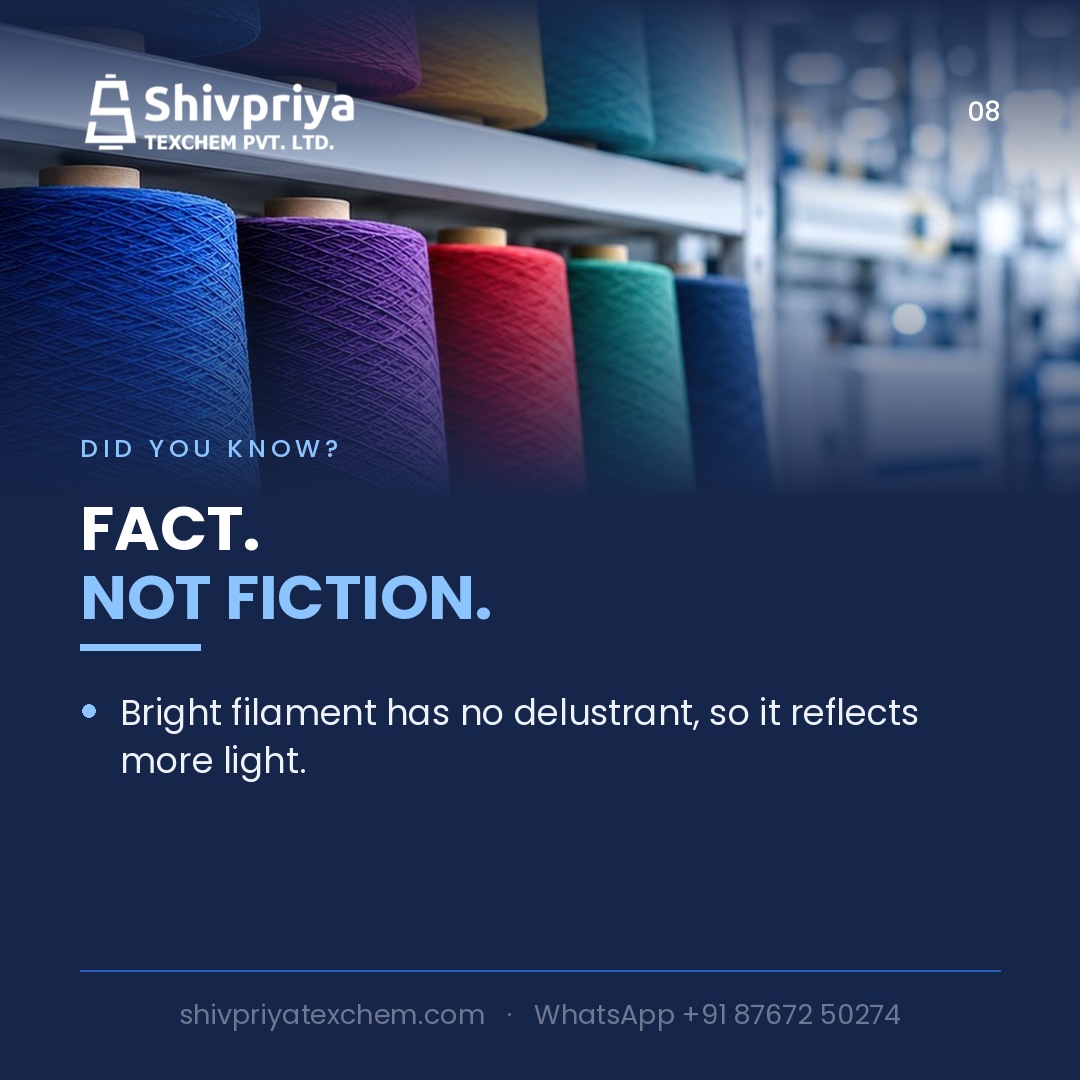 Shivpriya
TEXCHEM PVT. LTD.
08
DID YOU KNOW?
FACT.
NOT FICTION.
• Bright filament has no delustrant, so it reflects
more light.
shivpriyatexchem.com · WhatsApp +91 87672 50274